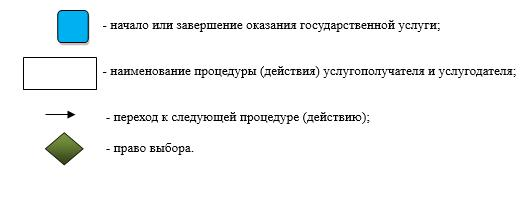 - начало или завершение оказания государственной услуги;
- наименование процедуры (действия) услугополучателя и услугодателя;
- переход к следующей процедуре (действию);
- право выбора.